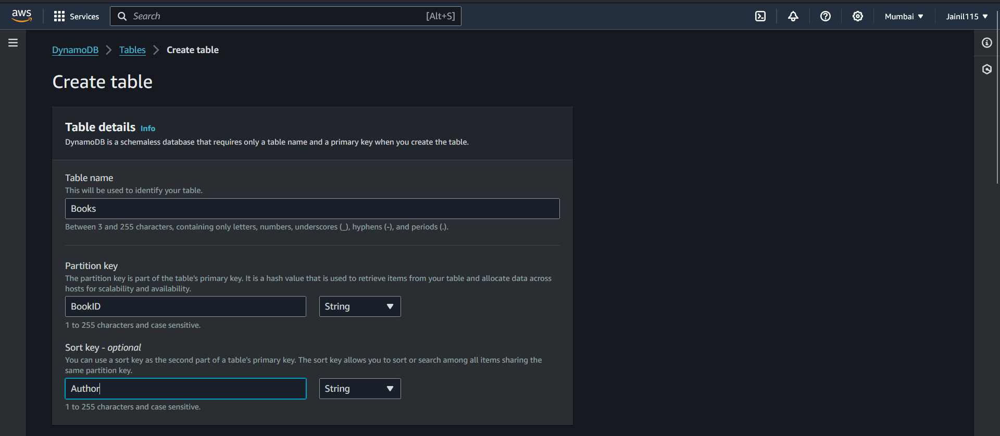 aws Services Search [Alt+S] Mumbai Jainil115
DynamoDB Tables Create table
Create table
Table details Info
DynamoDB is a schemaless database that requires only a table name and a primary key when you create the table.
Table name
This will be used to identify your table.
Books
Between 3 and 255 characters, containing only letters, numbers, underscores (_), hyphens (-), and periods (.).
Partition key
The partition key is part of the table's primary key. It is a hash value that is used to retrieve items from your table and allocate data across
hosts for scalability and availability.
BookID String
1 to 255 characters and case sensitive.
Sort key - optional
You can use a sort key as the second part of a table's primary key. The sort key allows you to sort or search among all items sharing the
same partition key.
Author String
1 to 255 characters and case sensitive.